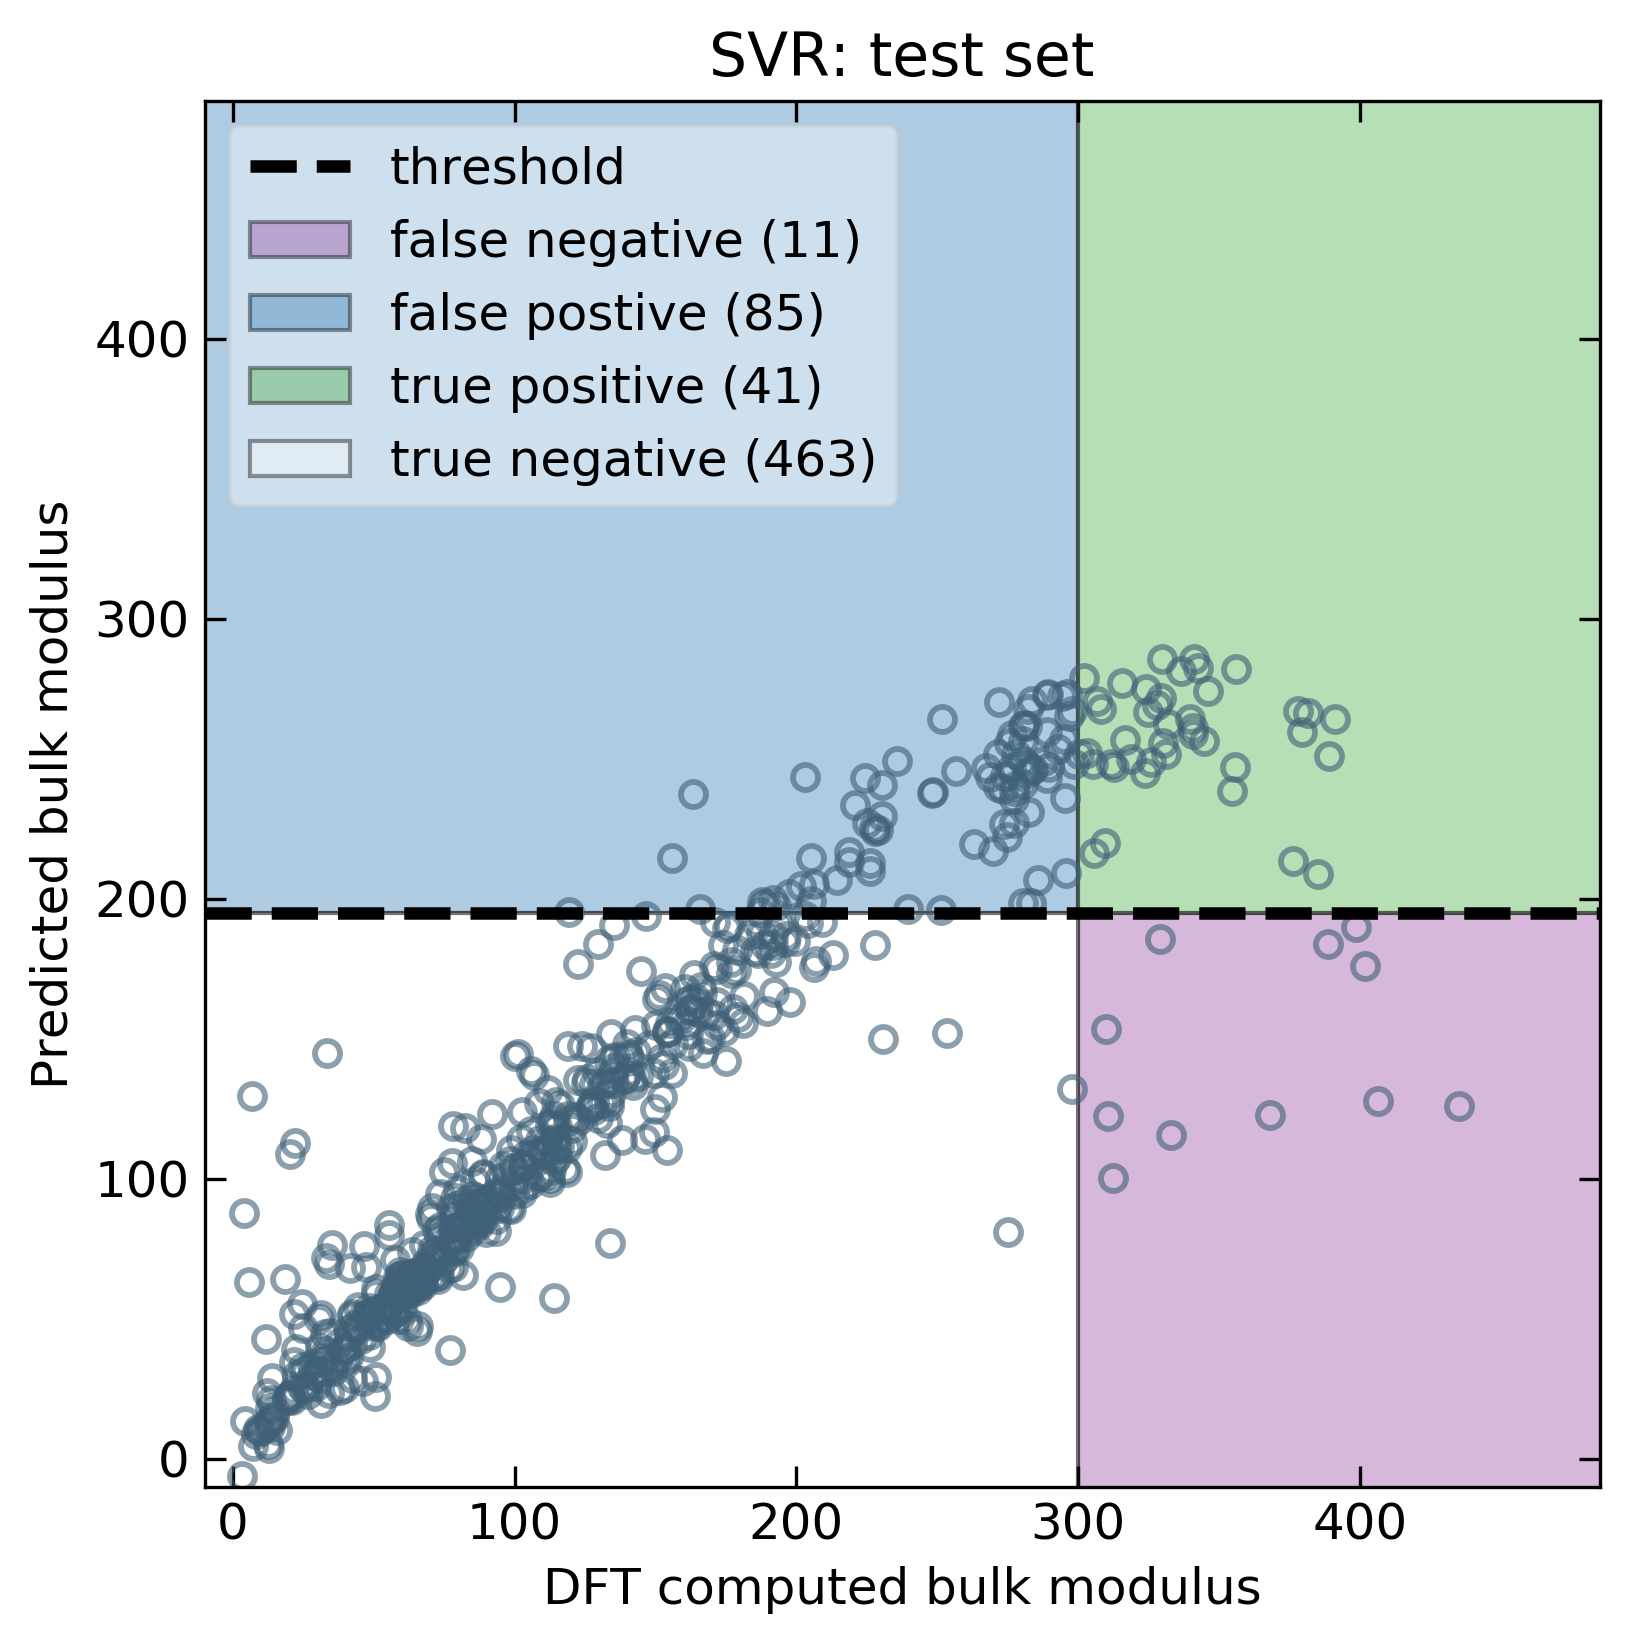 SVR: test set
threshold
false negative (11)
false postive (85)
true positive (41)
true negative (463)
Predicted bulk modulus
400
300
200
100
0
0 100 200 300 400
DFT computed bulk modulus